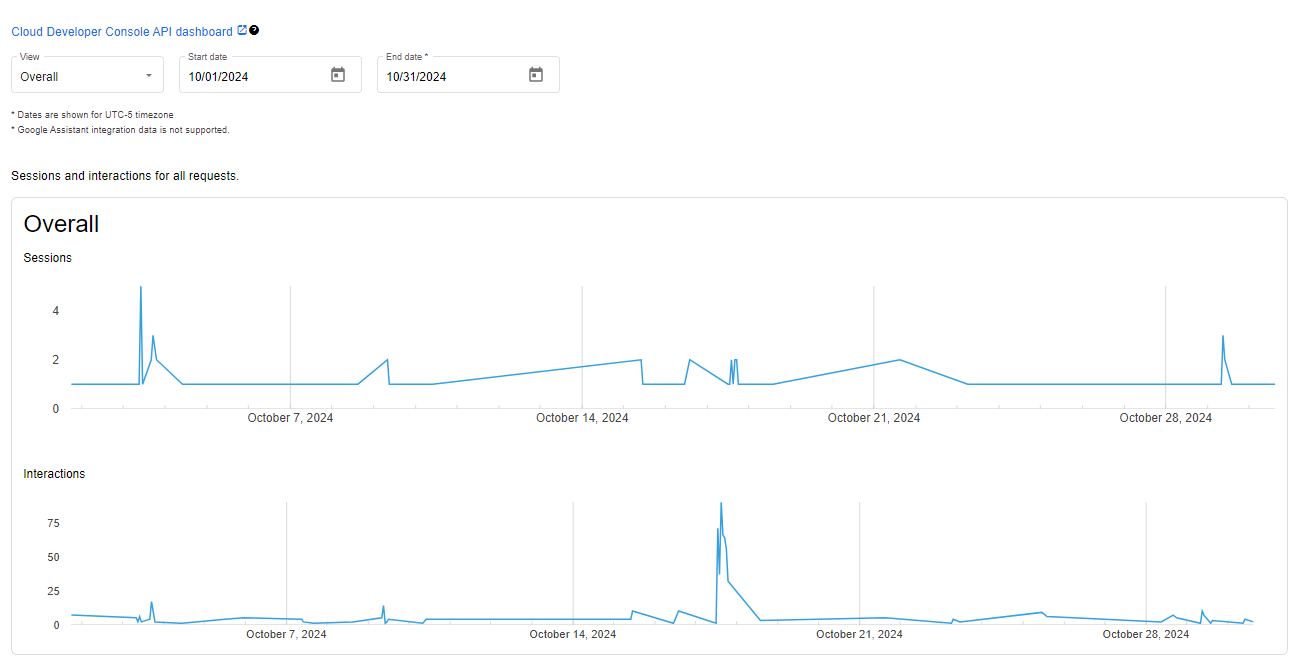 Cloud Developer Console API dashboard
View
Start date
End date *
Overall
10/01/2024
10/31/2024
* Dates are shown for UTC-5 timezone
* Google Assistant integration data is not supported.
Sessions and interactions for all requests.
Overall
Sessions
4
2
0
October 7, 2024
October 14, 2024
October 21, 2024
October 28, 2024
Interactions
75
50
25
0
October 7, 2024
October 14, 2024
October 21, 2024
October 28, 2024